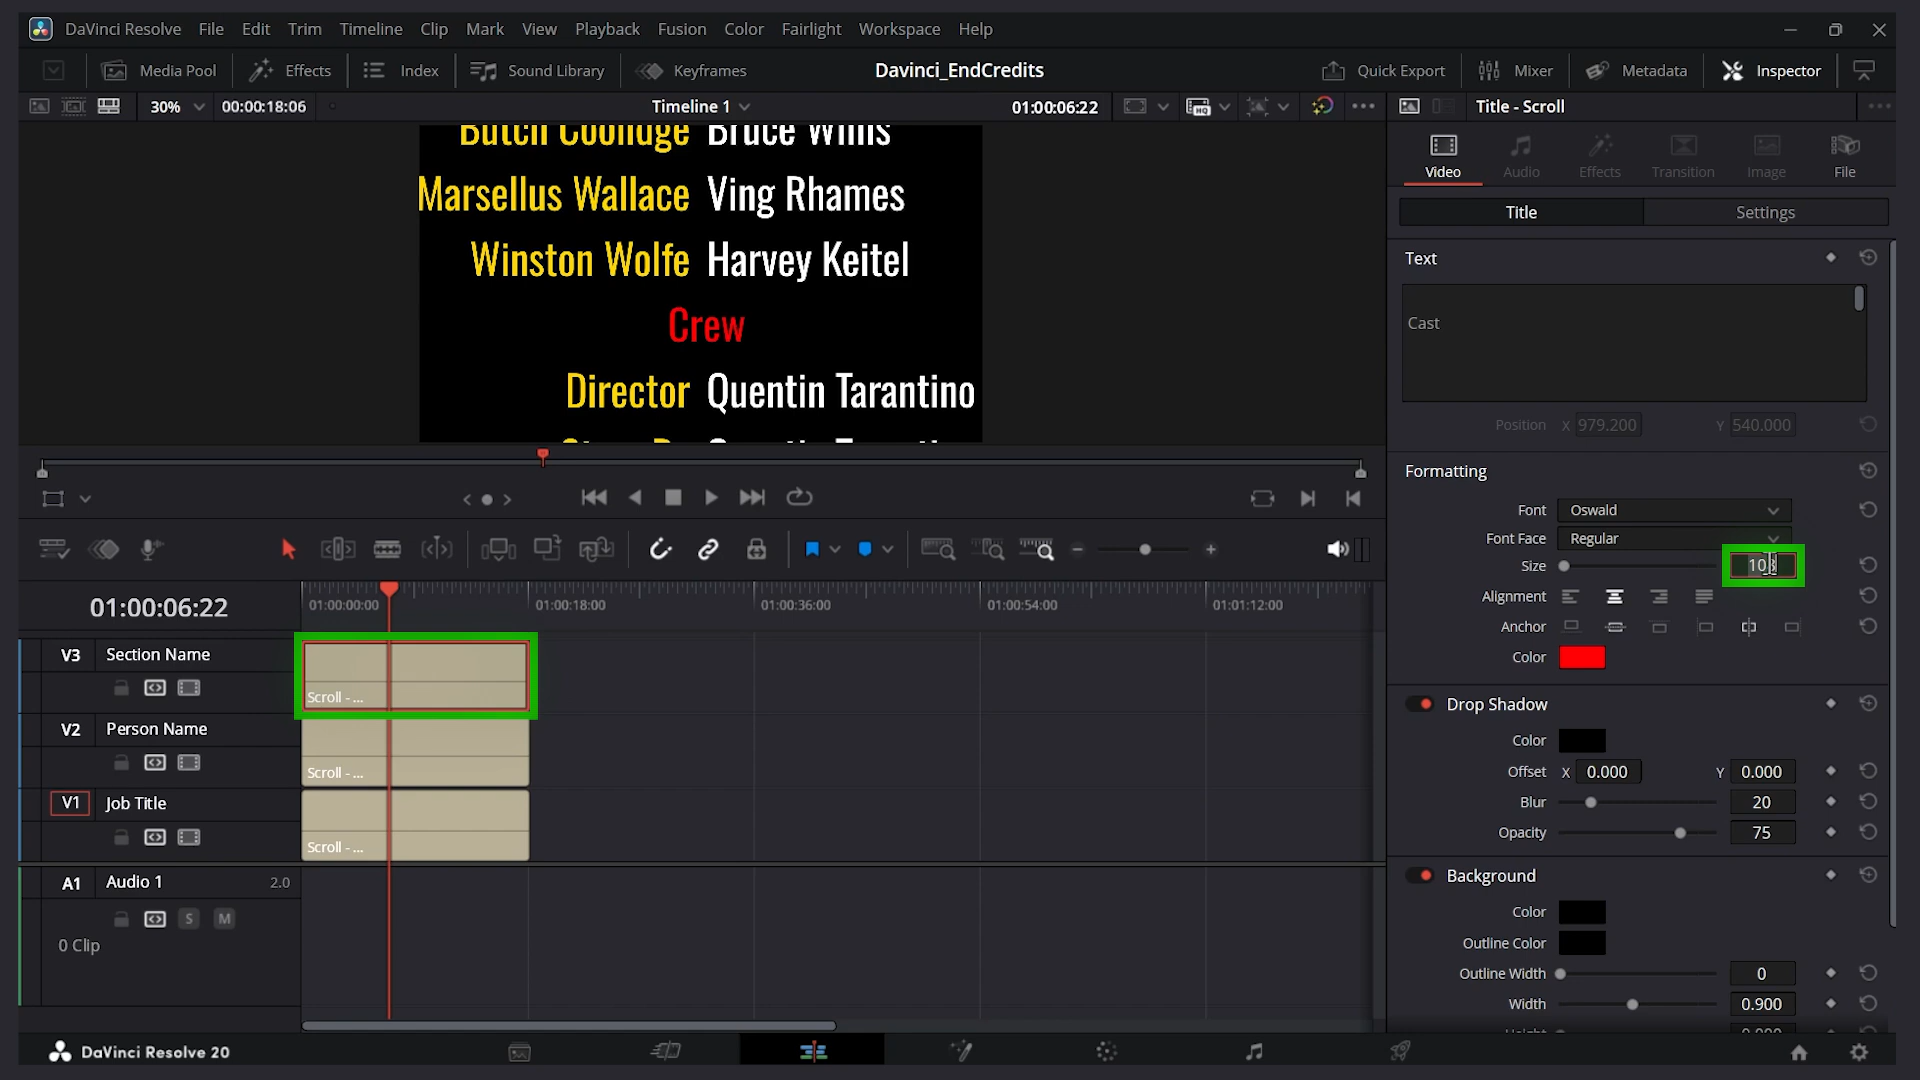 DaVinci Resolve File Edit Trim Timeline Clip Mark View Playback Fusion Color Fairlight Workspace Help
Media Pool Effects Index Sound Library Keyframes Davinci_EndCredits Quick Export Mixer Metadata Inspector
30% 00:00:18:06 Timeline 1 01:00:06:22 HQ Title - Scroll
Butch Coolidge Bruce Willis
Marsellus Wallace Ving Rhames
Winston Wolfe Harvey Keitel
Crew
Director Quentin Tarantino
Video Audio Effects Transition Image File
Title Settings
Text
Cast
Position X 979.200 Y 540.000
Formatting
Font Oswald
Font Face Regular
Size
Alignment
Anchor
Color
Drop Shadow
Color
Offset X 0.000 Y 0.000
Blur 20
Opacity 75
Background
Color
Outline Color
Outline Width 0
Width 0.900
01:00:06:22
01:00:00:00 00:00:18:00 01:00:36:00 00:00:54:00 01:01:12:00
V3 Section Name
Scroll - ...
V2 Person Name
Scroll - ...
V1 Job Title
Scroll - ...
A1 Audio 1 2.0
S M
0 Clip
DaVinci Resolve 20